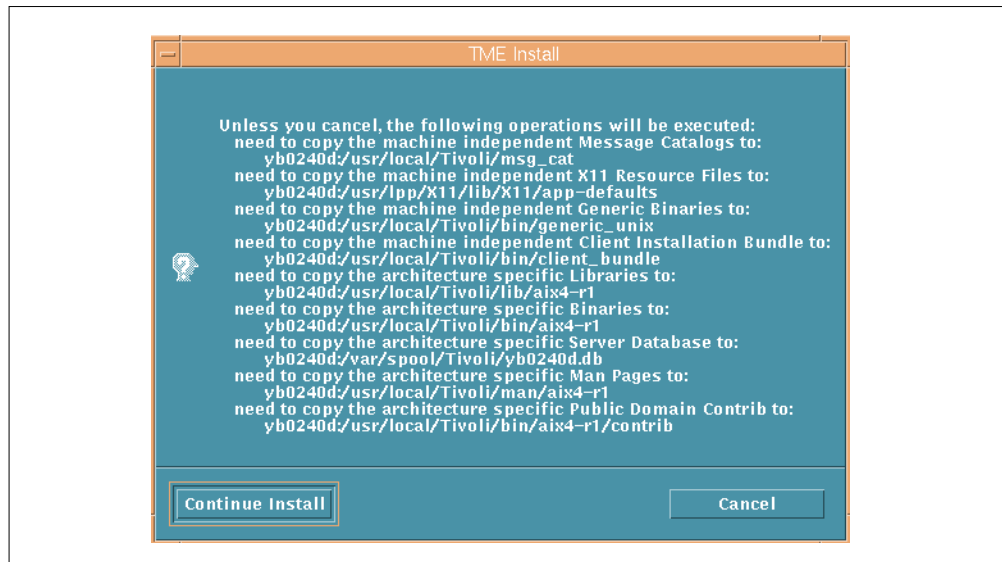 TME Install
Unless you cancel, the following operations will be executed:
need to copy the machine independent Message Catalogs to:
yb0240d:/usr/local/Tivoli/msg_cat
need to copy the machine independent X11 Resource Files to:
yb0240d:/usr/lpp/X11/lib/X11/app-defaults
need to copy the machine independent Generic Binaries to:
yb0240d:/usr/local/Tivoli/bin/generic_unix
need to copy the machine independent Client Installation Bundle to:
yb0240d:/usr/local/Tivoli/bin/client_bundle
need to copy the architecture specific Libraries to:
yb0240d:/usr/local/Tivoli/lib/aix4-r1
need to copy the architecture specific Binaries to:
yb0240d:/usr/local/Tivoli/bin/aix4-r1
need to copy the architecture specific Server Database to:
yb0240d:/var/spool/Tivoli/yb0240d.db
need to copy the architecture specific Man Pages to:
yb0240d:/usr/local/Tivoli/man/aix4-r1
need to copy the architecture specific Public Domain Contrib to:
yb0240d:/usr/local/Tivoli/bin/aix4-r1/contrib
Continue Install
Cancel